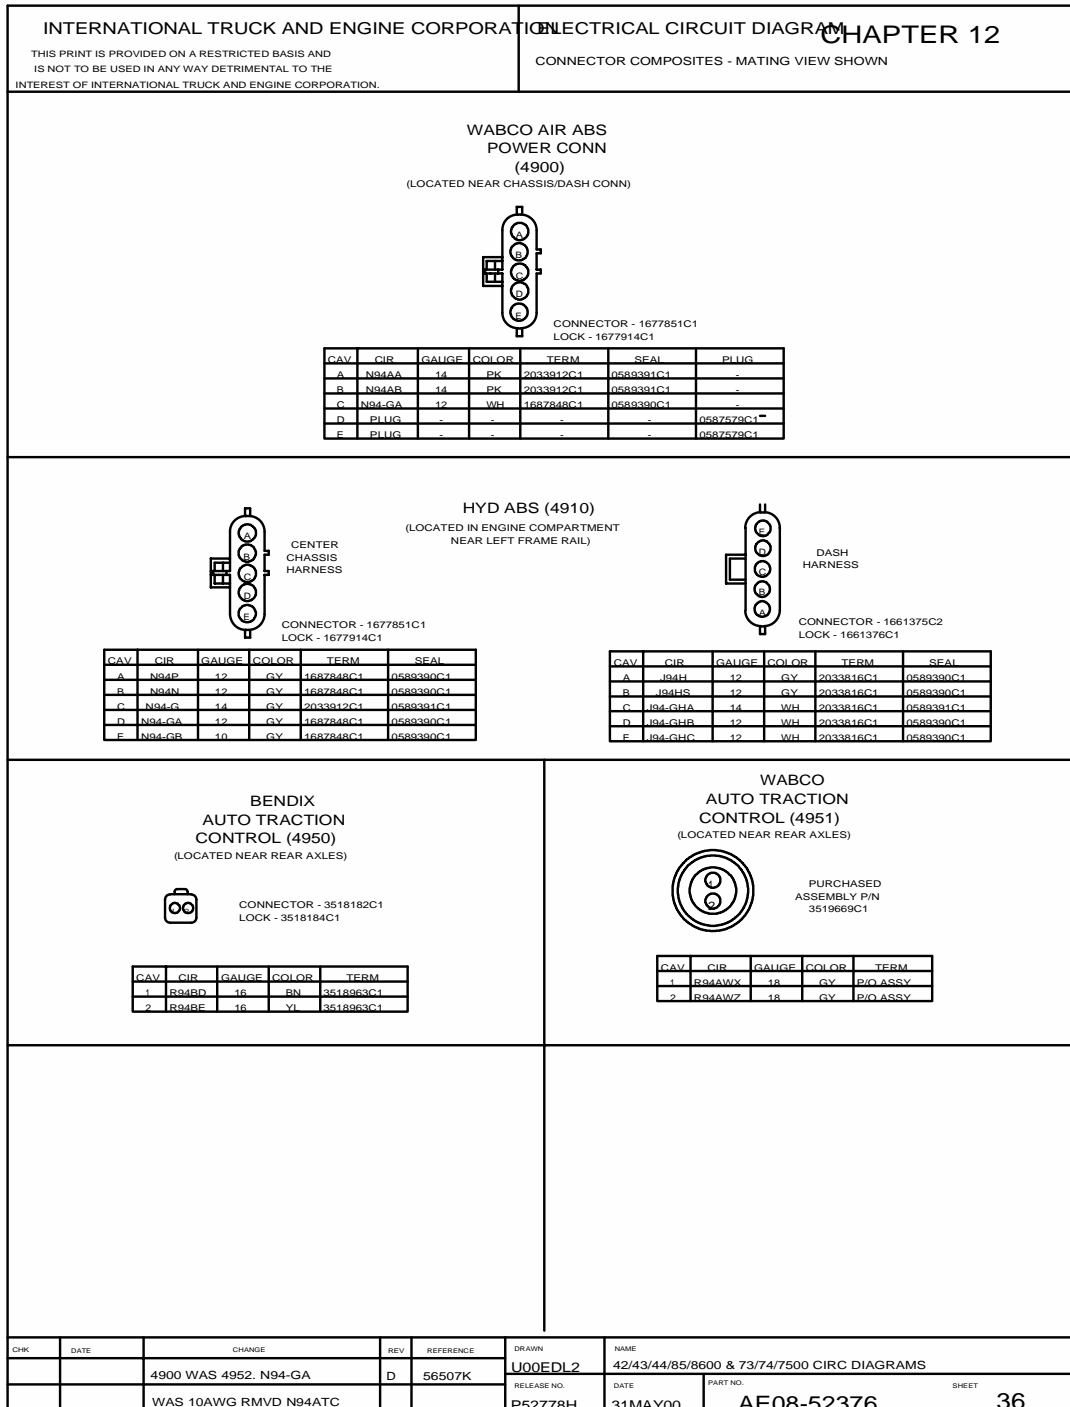 INTERNATIONAL TRUCK AND ENGINE CORPORATION
THIS PRINT IS PROVIDED ON A RESTRICTED BASIS AND
IS NOT TO BE USED IN ANY WAY DETRIMENTAL TO THE
INTEREST OF INTERNATIONAL TRUCK AND ENGINE CORPORATION.
ELECTRICAL CIRCUIT DIAGRAM
CHAPTER 12
CONNECTOR COMPOSITES - MATING VIEW SHOWN
WABCO AIR ABS
POWER CONN
(4900)
(LOCATED NEAR CHASSIS/DASH CONN)
A
B
C
D
E
CONNECTOR - 1677851C1
LOCK - 1677914C1
CAV CIR GAUGE COLOR TERM SEAL PLUG
A N94AA 14 PK 2033912C1 0589391C1 -
B N94AB 14 PK 2033912C1 0589391C1 -
C N94-GA 12 WH 1687848C1 0589390C1 -
D PLUG - - - - 0587579C1
E PLUG - - - - 0587579C1
HYD ABS (4910)
(LOCATED IN ENGINE COMPARTMENT
NEAR LEFT FRAME RAIL)
A
B
C
D
E
CENTER
CHASSIS
HARNESS
CONNECTOR - 1677851C1
LOCK - 1677914C1
CAV CIR GAUGE COLOR TERM SEAL
A N94P 12 GY 1687848C1 0589390C1
B N94N 12 GY 1687848C1 0589390C1
C N94-G 14 GY 2033912C1 0589391C1
D N94-GA 12 GY 1687848C1 0589390C1
E N94-GB 10 GY 1687848C1 0589390C1
E
D
C
B
A
DASH
HARNESS
CONNECTOR - 1661375C2
LOCK - 1661376C1
CAV CIR GAUGE COLOR TERM SEAL
A J94H 12 GY 2033816C1 0589390C1
B J94HS 12 GY 2033816C1 0589390C1
C J94-GHA 14 WH 2033816C1 0589391C1
D J94-GHB 12 WH 2033816C1 0589390C1
E J94-GHC 12 WH 2033816C1 0589390C1
BENDIX
AUTO TRACTION
CONTROL (4950)
(LOCATED NEAR REAR AXLES)
CONNECTOR - 3518182C1
LOCK - 3518184C1
CAV CIR GAUGE COLOR TERM
1 R94BD 16 BN 3518963C1
2 R94BE 16 YL 3518963C1
WABCO
AUTO TRACTION
CONTROL (4951)
(LOCATED NEAR REAR AXLES)
1
2
PURCHASED
ASSEMBLY P/N
3519669C1
CAV CIR GAUGE COLOR TERM
1 R94AWX 18 GY P/O ASSY
2 R94AWZ 18 GY P/O ASSY
CHK DATE CHANGE REV REFERENCE
4900 WAS 4952. N94-GA D 56507K
WAS 10AWG RMVD N94ATC
DRAWN
U00EDL2
NAME
42/43/44/85/8600 & 73/74/7500 CIRC DIAGRAMS
RELEASE NO.
P52778H
DATE
31MAY00
PART NO.
AE08-52376
SHEET
36